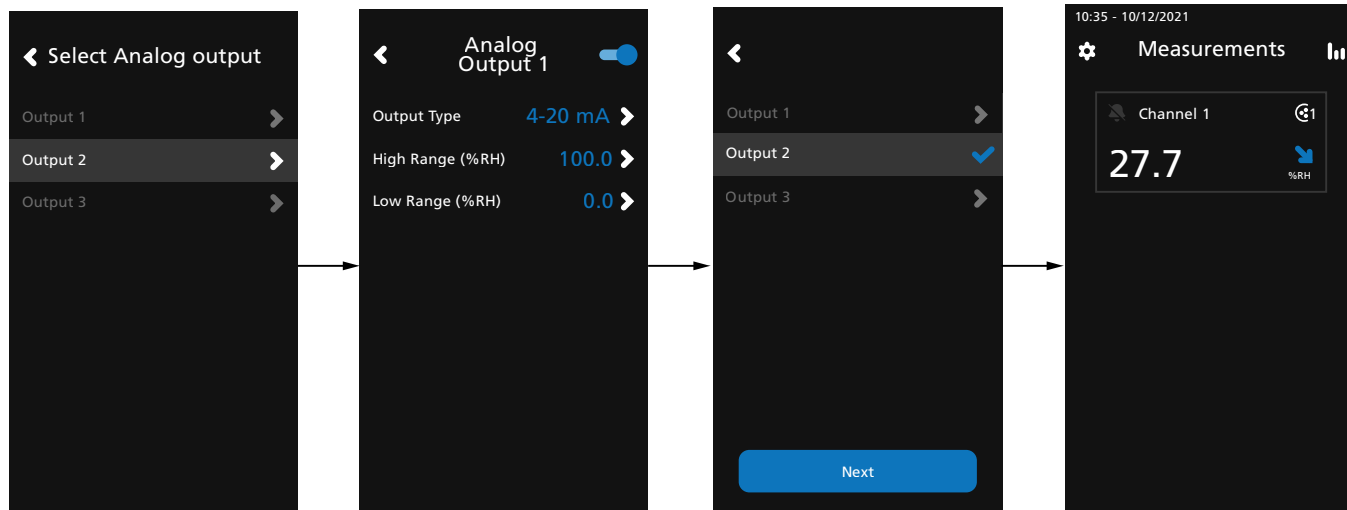 Select Analog output
Output 1
Output 2
Output 3
Analog
Output 1
Output Type 4-20 mA
High Range (%RH) 100.0
Low Range (%RH) 0.0
Output 1
Output 2
Output 3
Next
10:35 - 10/12/2021
Measurements
Channel 1 1
27.7 %RH